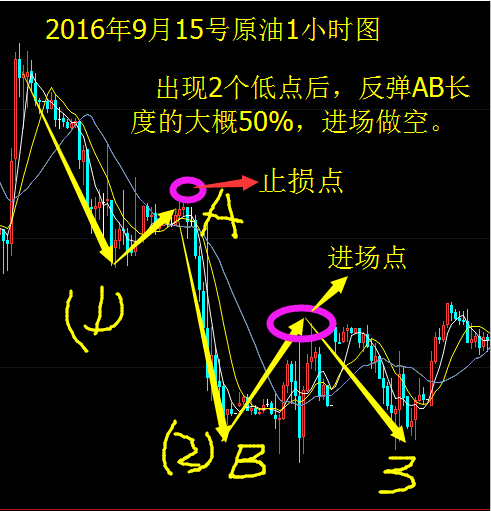 2016年9月15号原油1小时图
出现2个低点后，反弹AB长
度的大概50%，进场做空。
止损点
A
进场点
(1)
(2)
B
3